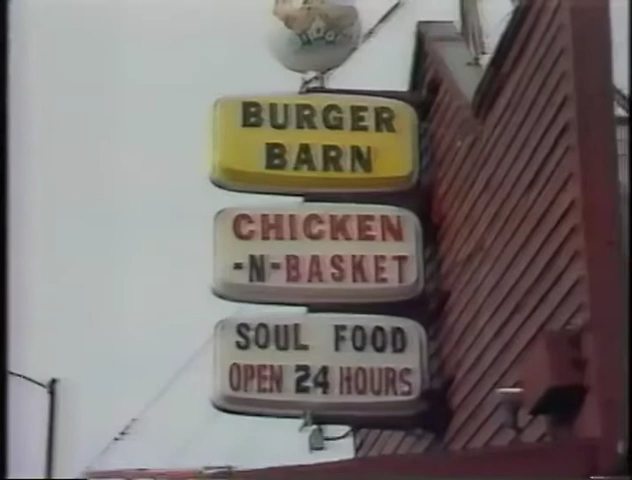 BURGER
BARN
CHICKEN
-N-BASKET
SOUL FOOD
OPEN 24 HOURS